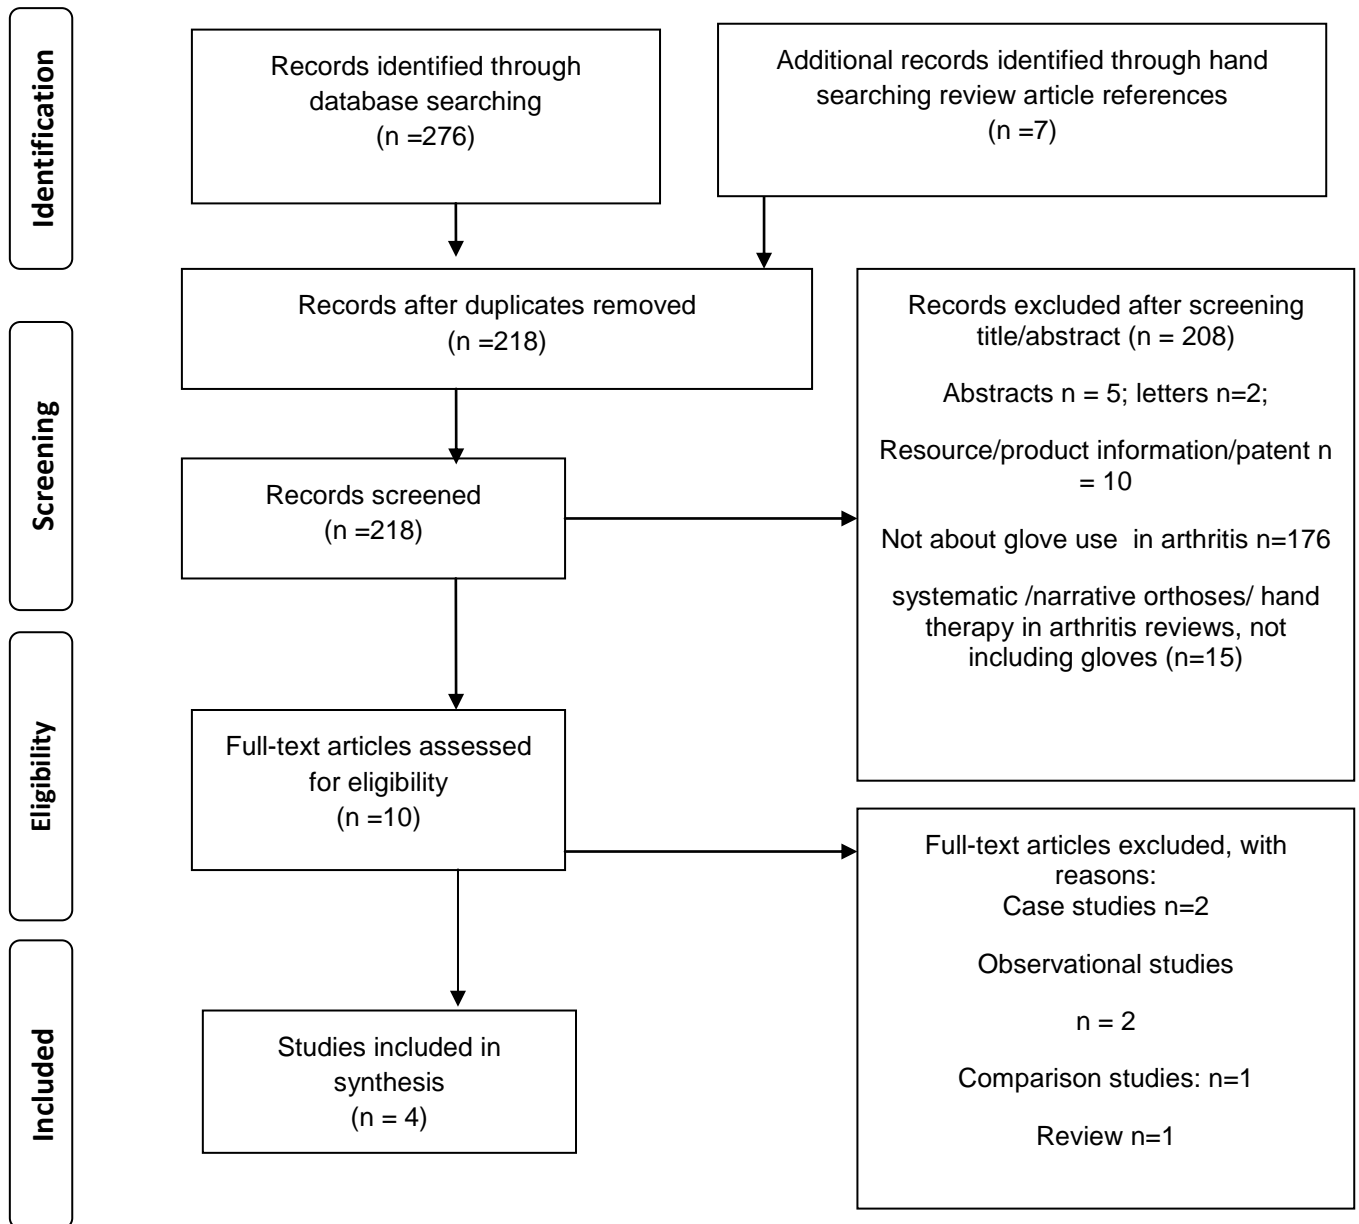 Identification
Records identified through
database searching
(n =276)
Additional records identified through hand
searching review article references
(n =7)
Records after duplicates removed
(n =218)
Records excluded after screening
title/abstract (n = 208)
Abstracts n = 5; letters n=2;
Resource/product information/patent n
= 10
Not about glove use in arthritis n=176
systematic /narrative orthoses/ hand
therapy in arthritis reviews, not
including gloves (n=15)
Screening
Records screened
(n =218)
Eligibility
Full-text articles assessed
for eligibility
(n =10)
Full-text articles excluded, with
reasons:
Case studies n=2
Observational studies
n = 2
Comparison studies: n=1
Review n=1
Included
Studies included in
synthesis
(n = 4)